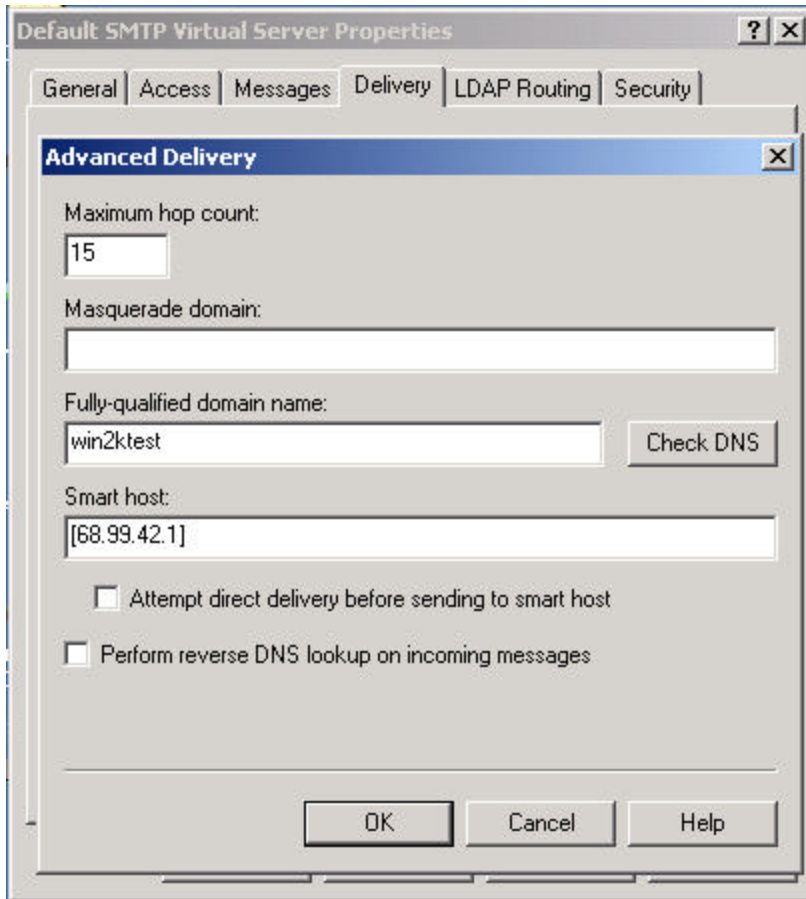 Default SMTP Virtual Server Properties
General Access Messages Delivery LDAP Routing Security
Advanced Delivery
Maximum hop count:
15
Masquerade domain:
Fully-qualified domain name:
win2ktest Check DNS
Smart host:
[68.99.42.1]
Attempt direct delivery before sending to smart host
Perform reverse DNS lookup on incoming messages
OK Cancel Help